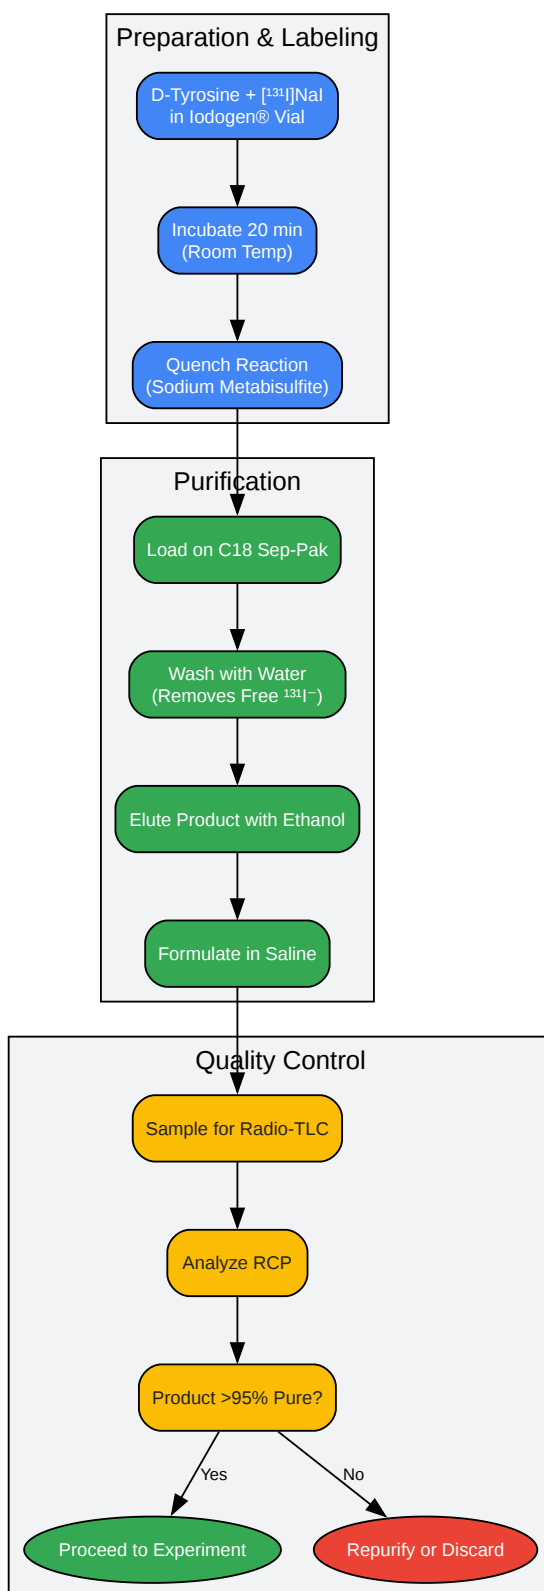 Preparation & Labeling
D-Tyrosine + [¹³¹I]NaI
in Iodogen® Vial
Incubate 20 min
(Room Temp)
Quench Reaction
(Sodium Metabisulfite)
Purification
Load on C18 Sep-Pak
Wash with Water
(Removes Free ¹³¹I⁻)
Elute Product with Ethanol
Formulate in Saline
Quality Control
Sample for Radio-TLC
Analyze RCP
Product >95% Pure?
Yes
No
Proceed to Experiment
Repurify or Discard